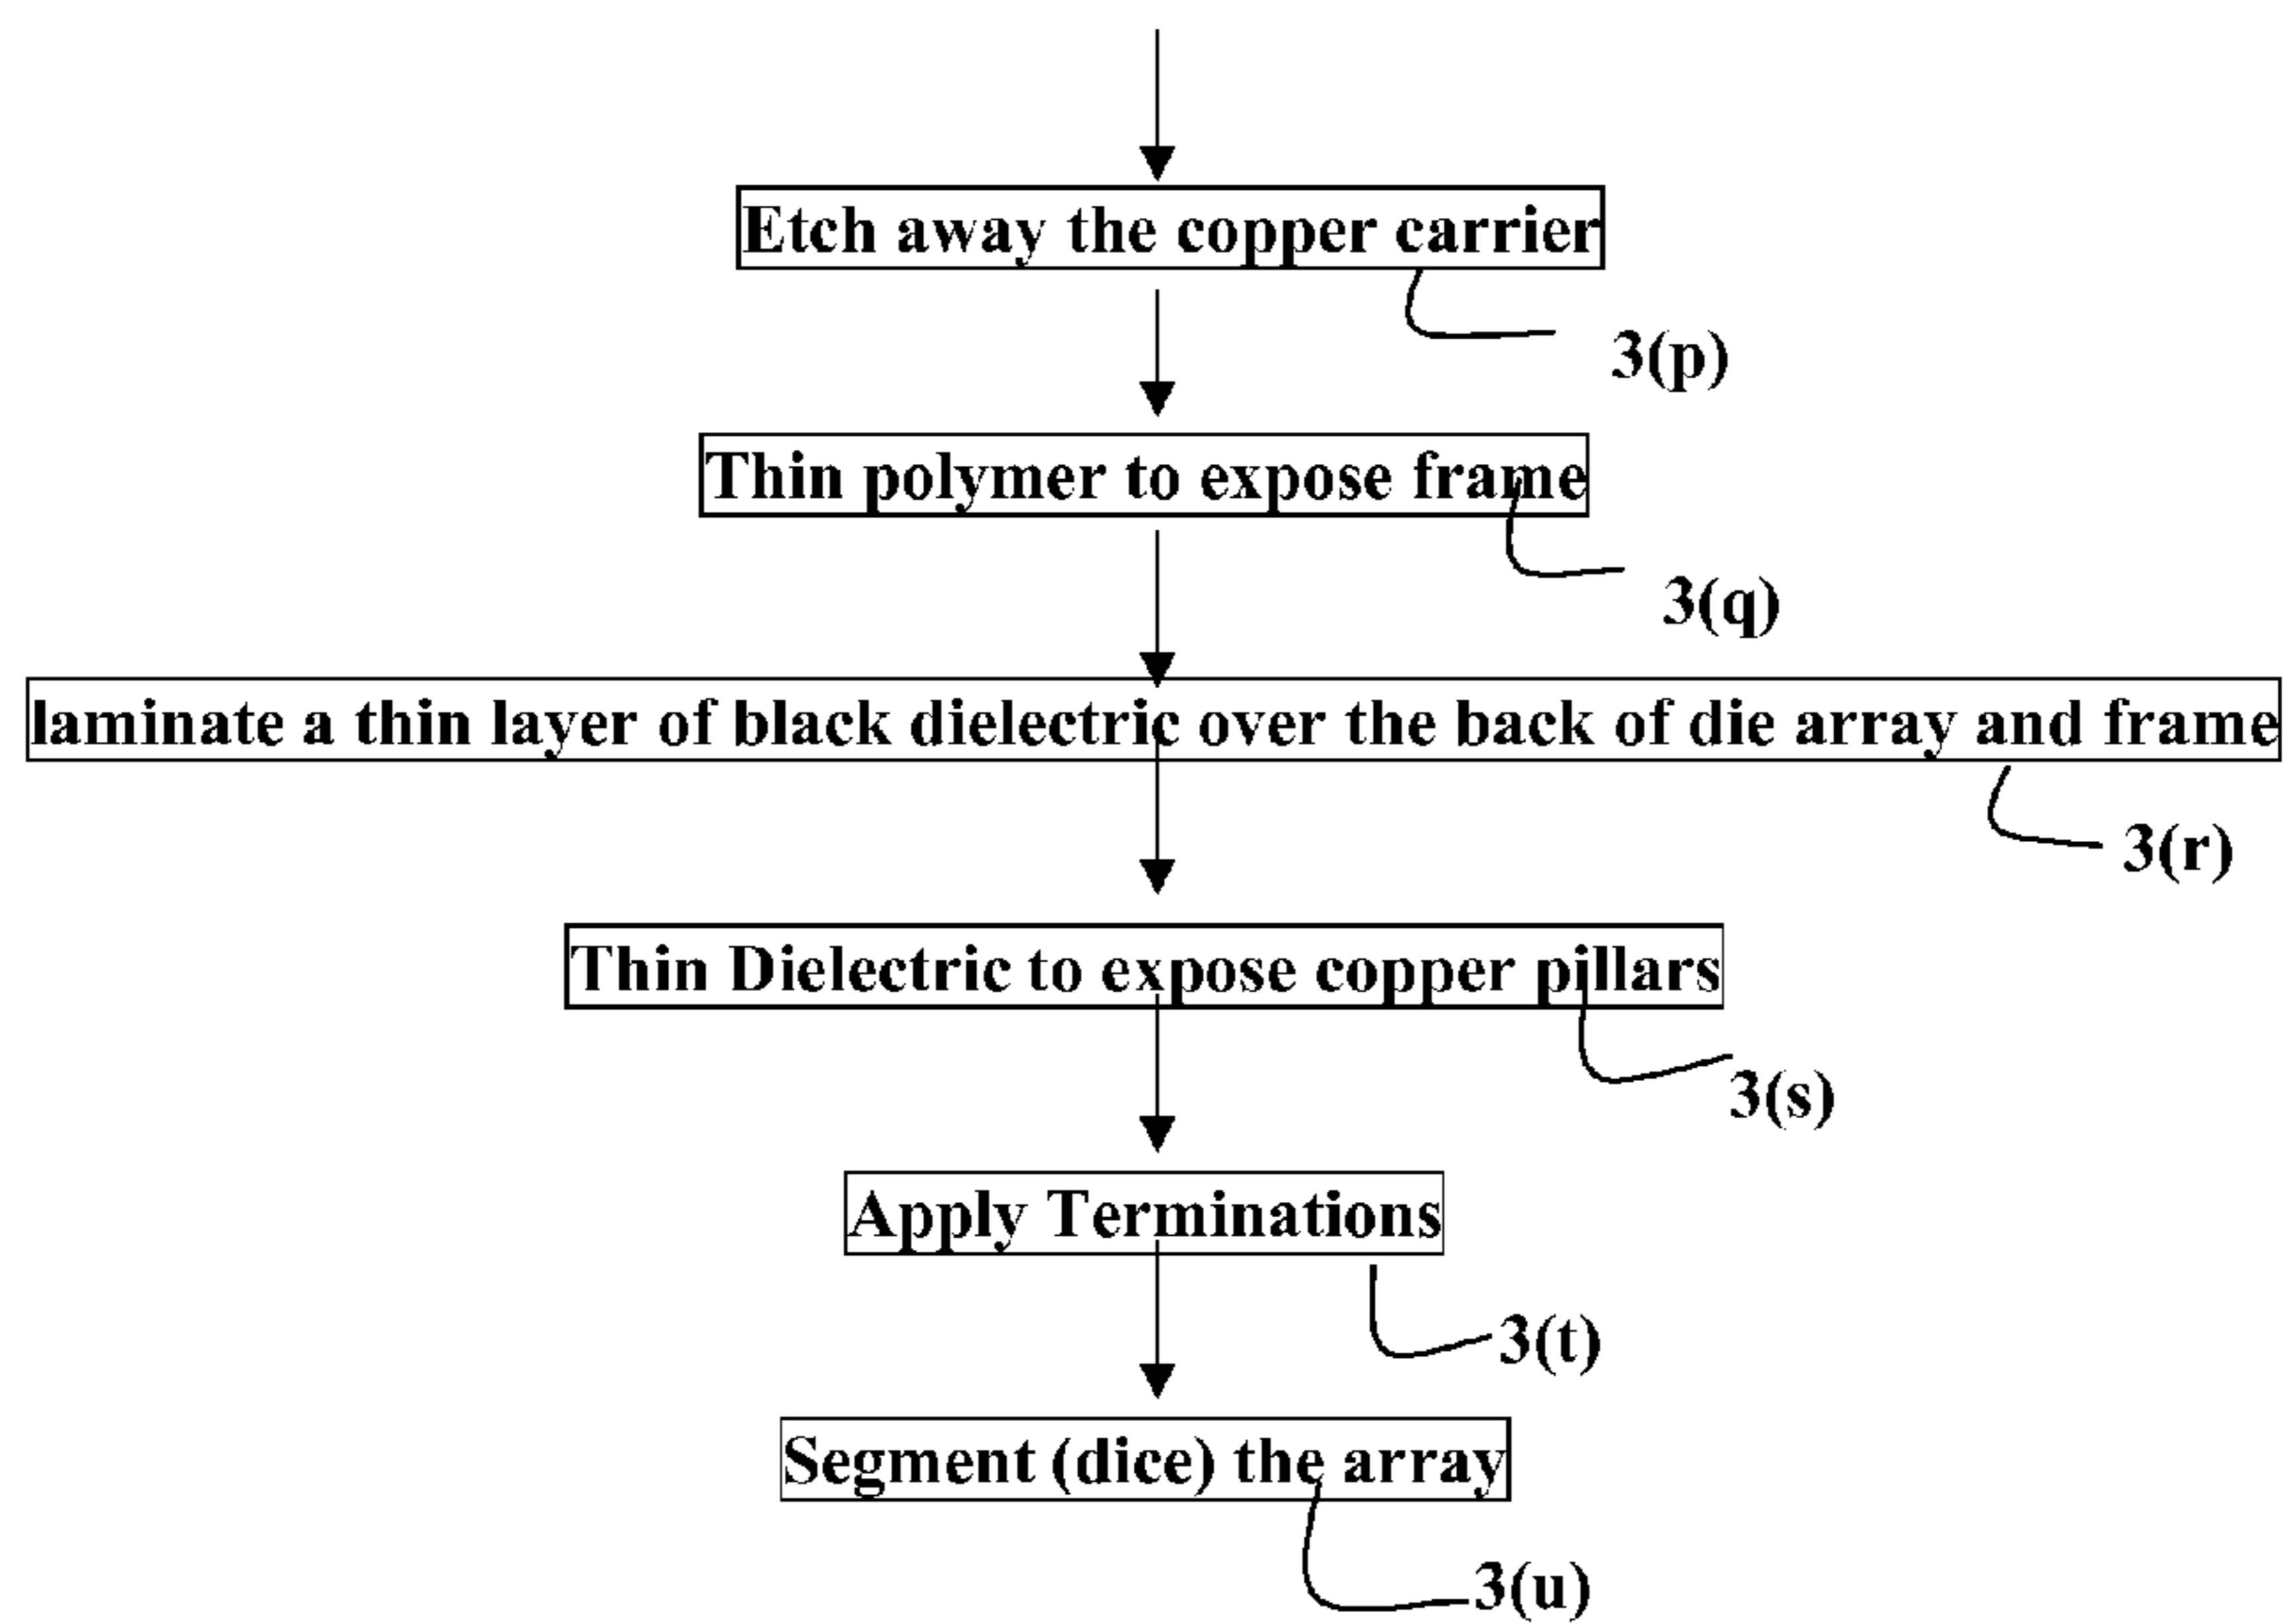 Etch away the copper carrier
3(p)
Thin polymer to expose frame
3(q)
laminate a thin layer of black dielectric over the back of die array and frame
3(r)
Thin Dielectric to expose copper pillars
3(s)
Apply Terminations
3(t)
Segment (dice) the array
3(u)